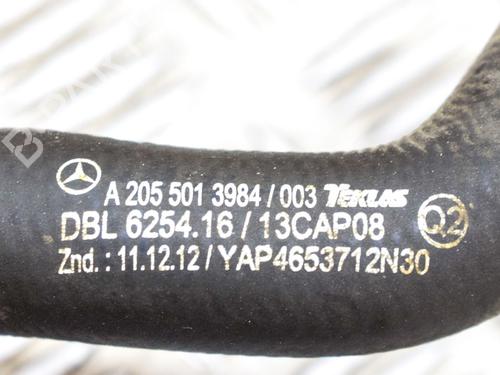 A 205 501 3984 / 003 TEKLAS
DBL 6254.16 / 13CAP08 Q2
Znd.: 11.12.12 / YAP4653712N30